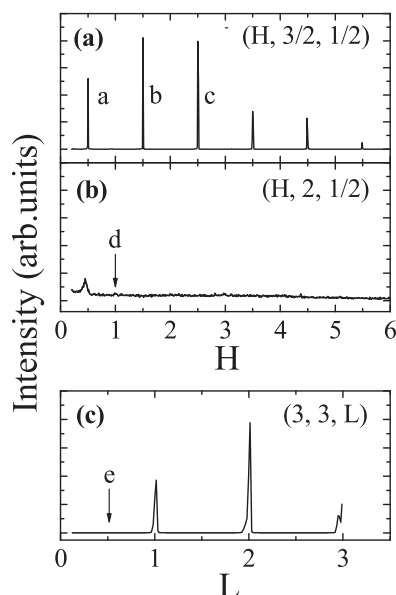 (a) (H, 3/2, 1/2)
a b c
(b) (H, 2, 1/2)
d
0 1 2 3 4 5 6
H
Intensity (arb.units)
(c) (3, 3, L)
e
0 1 2 3
L